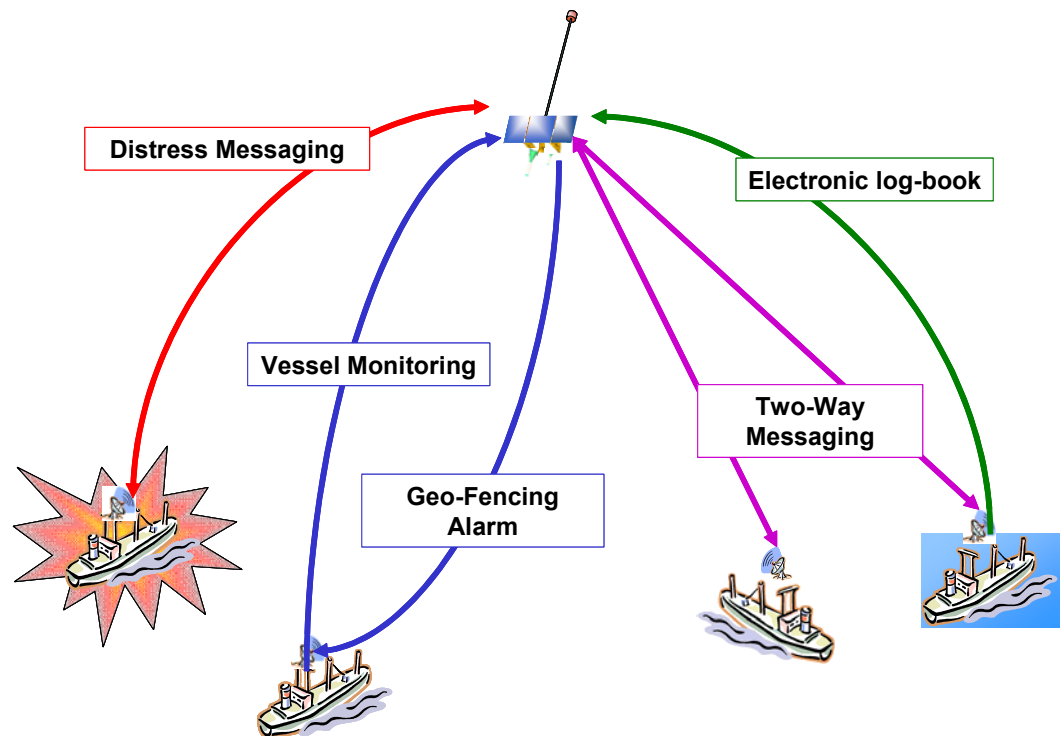 Distress Messaging
Electronic log-book
Vessel Monitoring
Two-Way
Messaging
Geo-Fencing
Alarm